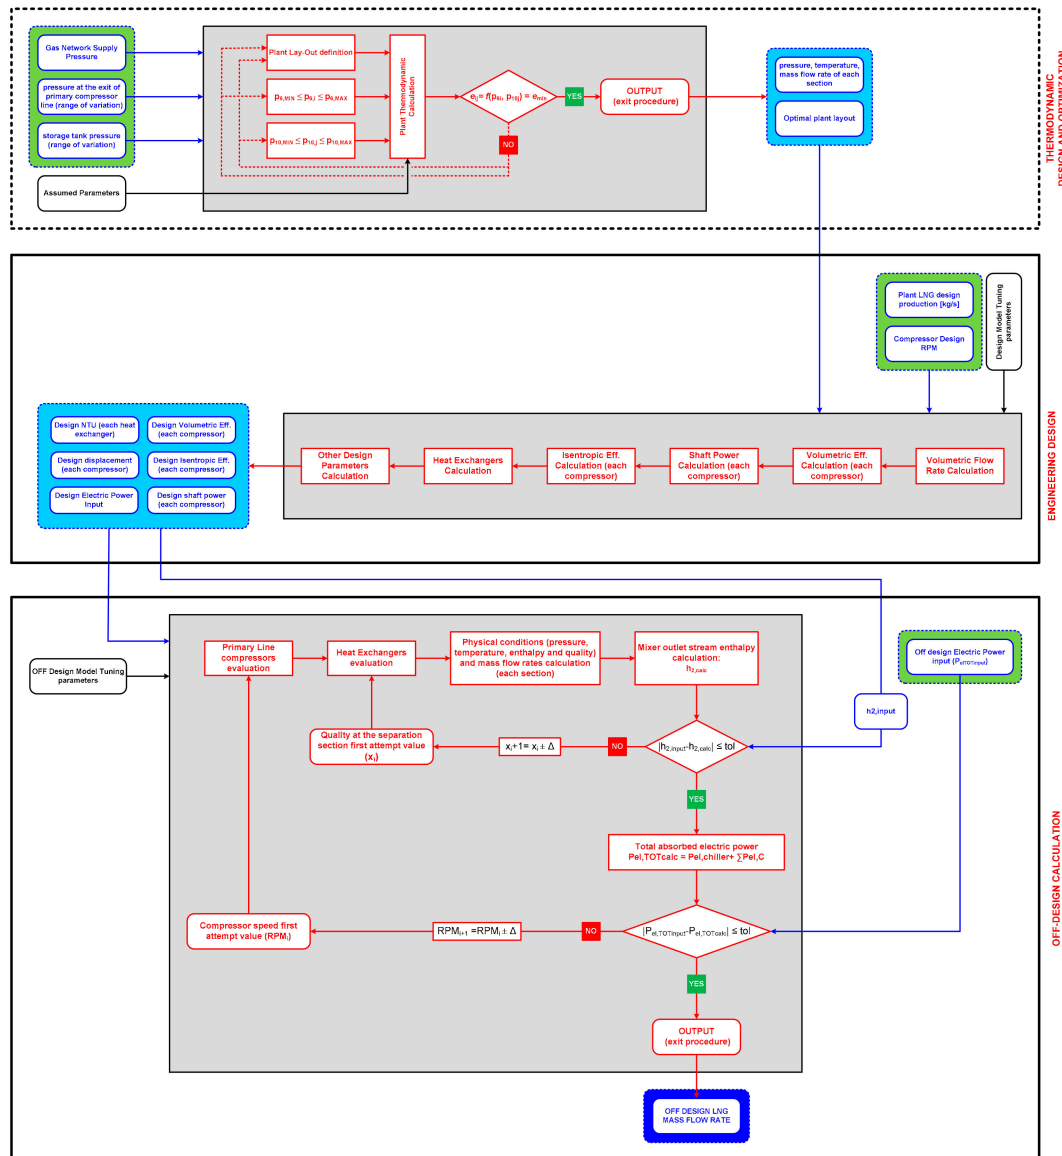 Gas Network Supply
Pressure
pressure at the exit of
primary compressor
line (range of variation)
storage tank pressure
(range of variation)
Assumed Parameters
Plant Lay-Out definition
p6,MIN ≤ p6,i ≤ p6,MAX
p10,MIN ≤ p10,j ≤ p10,MAX
Plant Thermodynamic
Calculation
eij= f(p6i, p10j) = emin
YES
NO
OUTPUT
(exit procedure)
pressure, temperature,
mass flow rate of each
section
Optimal plant layout
THERMODYNAMIC
DESIGN AND OPTIMIZATION
Plant LNG design
production [kg/s]
Compressor Design
RPM
Design Model Tuning
parameters
Design NTU (each heat
exchanger)
Design Volumetric Eff.
(each compressor)
Design displacement
(each compressor)
Design Isentropic Eff.
(each compressor)
Design Electric Power
Input
Design shaft power
(each compressor)
Other Design
Parameters
Calculation
Heat Exchangers
Calculation
Isentropic Eff.
Calculation (each
compressor)
Shaft Power
Calculation (each
compressor)
Volumetric Eff.
Calculation (each
compressor)
Volumetric Flow
Rate Calculation
ENGINEERING DESIGN
OFF Design Model Tuning
parameters
Primary Line
compressors
evaluation
Heat Exchangers
evaluation
Physical conditions (pressure,
temperature, enthalpy and quality)
and mass flow rates calculation
(each section)
Mixer outlet stream enthalpy
calculation:
h2,calc
Off design Electric Power
input (PelTOTinput)
h2,input
Quality at the separation
section first attempt value
(xi)
xi+1= xi ± Δ
NO
|h2,input-h2,calc| ≤ tol
YES
Total absorbed electric power
Pel,TOTcalc = Pel,chiller+ ∑Pel,C
Compressor speed first
attempt value (RPMi)
RPMi+1 =RPMi ± Δ
NO
|Pel,TOTinput-Pel,TOTcalc| ≤ tol
YES
OUTPUT
(exit procedure)
OFF DESIGN LNG
MASS FLOW RATE
OFF-DESIGN CALCULATION